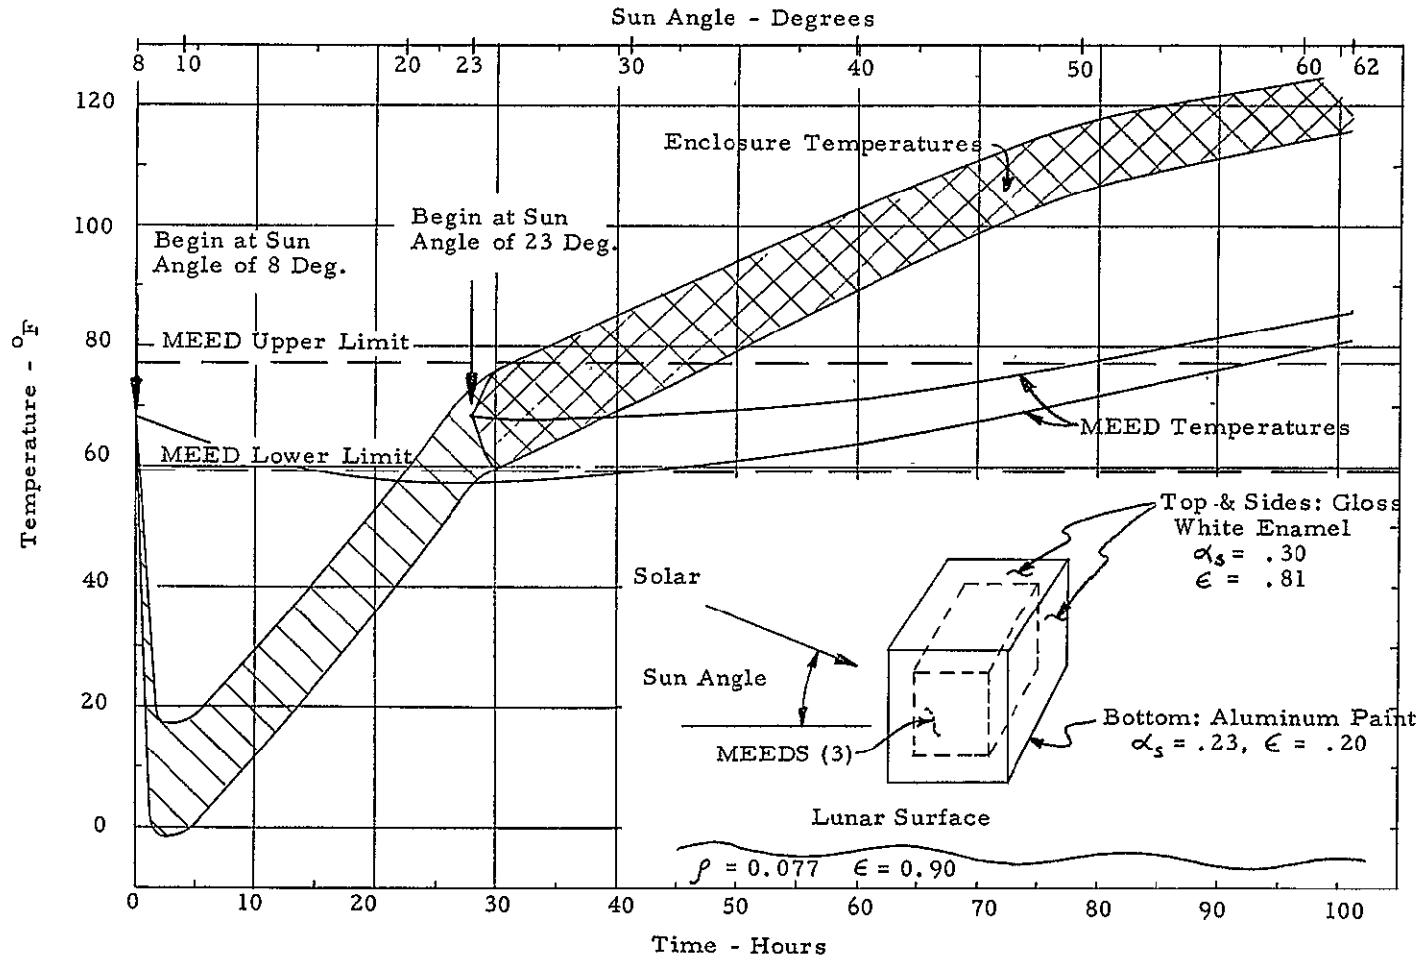 Sun Angle - Degrees
8 10 20 23 30 40 50 60 62
120
100
80
60
40
20
0
Temperature - °F
Enclosure Temperatures
Begin at Sun
Angle of 23 Deg.
Begin at Sun
Angle of 8 Deg.
MEED Upper Limit
MEED Lower Limit
MEED Temperatures
Top & Sides: Gloss
White Enamel
αs = .30
ϵ = .81
Solar
Sun Angle
MEEDS (3)
Bottom: Aluminum Paint
αs = .23, ϵ = .20
Lunar Surface
ρ = 0.077 ϵ = 0.90
0 10 20 30 40 50 60 70 80 90 100
Time - Hours